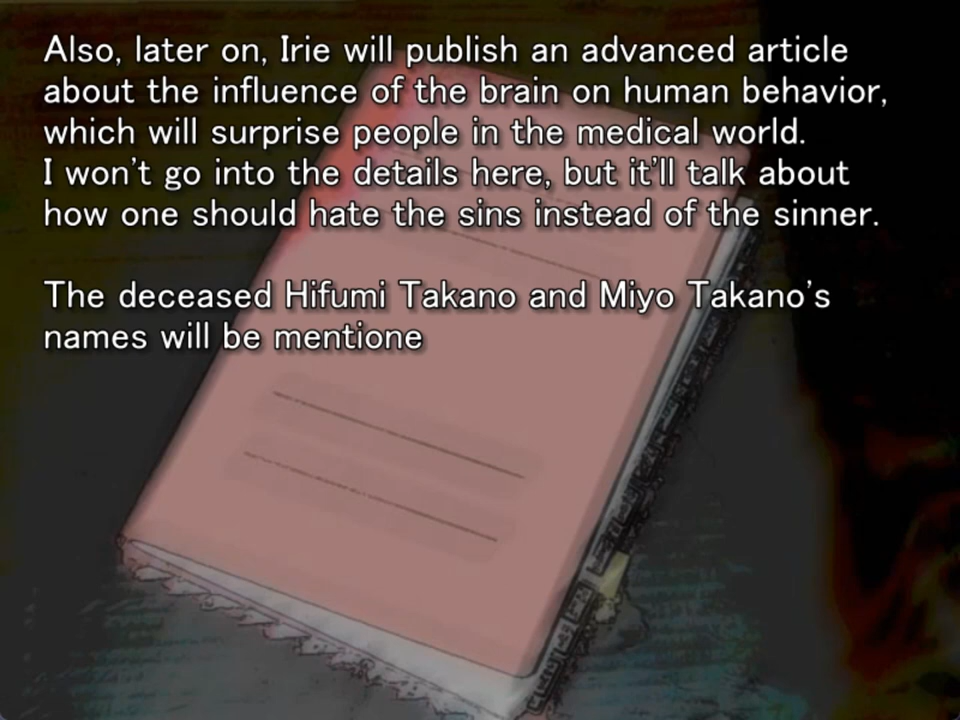 Also, later on, Irie will publish an advanced article
about the influence of the brain on human behavior,
which will surprise people in the medical world.
I won't go into the details here, but it'll talk about
how one should hate the sins instead of the sinner.
The deceased Hifumi Takano and Miyo Takano's
names will be mentione